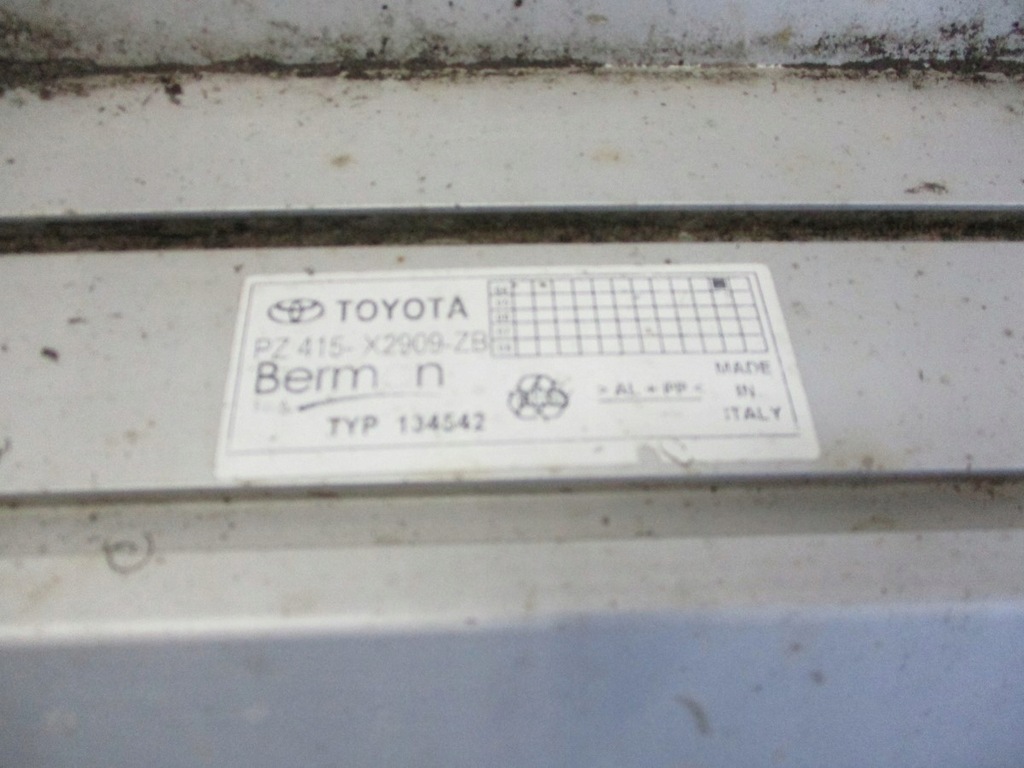 TOYOTA
PZ 415- X2909-ZB
Berm n
TYP 134542
> AL + PP <
MADE
IN
ITALY